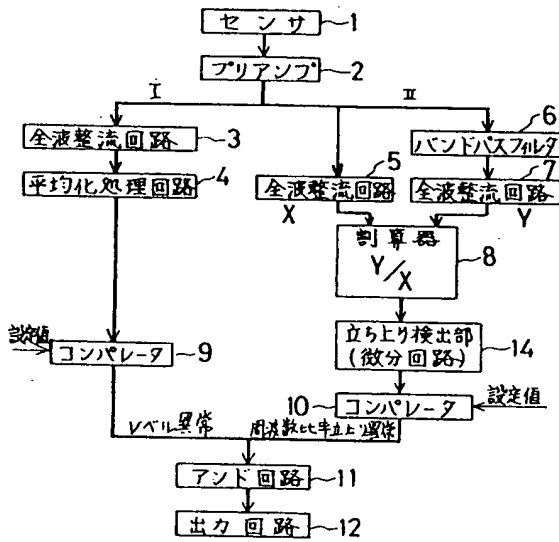 センサ 1
プリアンプ 2
I
II
全波整流回路 3
平均化処理回路 4
全波整流回路 5
X
バンドパスフィルタ 6
全波整流回路 7
Y
割算器
Y/X
8
立ち上り検出部
(微分回路)
14
設定値
コンパレータ 9
10 コンパレータ
設定値
レベル異常
周波数比率立上り異常
アンド回路 11
出力回路 12